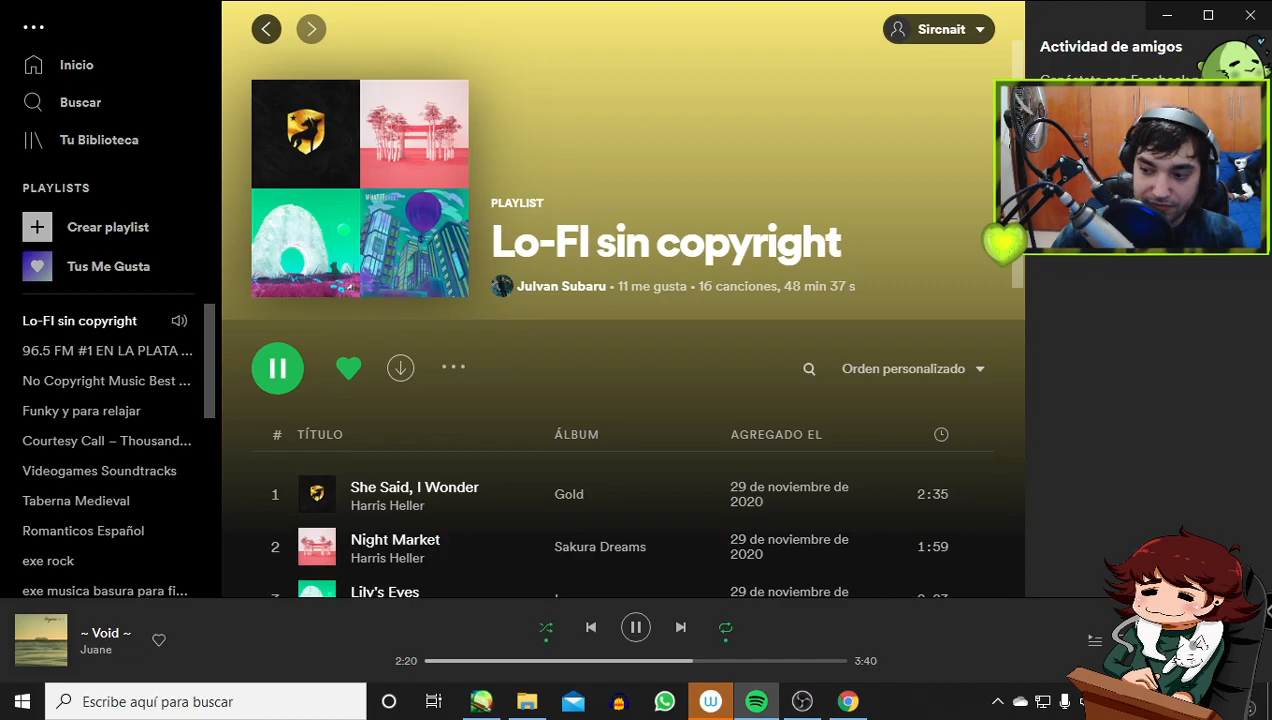 Inicio
Buscar
Tu Biblioteca
PLAYLISTS
Crear playlist
Tus Me Gusta
Lo-FI sin copyright
96.5 FM #1 EN LA PLATA ...
No Copyright Music Best ...
Funky y para relajar
Courtesy Call – Thousand...
Videogames Soundtracks
Taberna Medieval
Romanticos Español
exe rock
exe musica basura para fi...
Sircnait
PLAYLIST
Lo-FI sin copyright
Julvan Subaru • 11 me gusta • 16 canciones, 48 min 37 s
Orden personalizado
# TÍTULO ÁLBUM AGREGADO EL
1 She Said, I Wonder
Harris Heller
Gold
29 de noviembre de
2020
2:35
2 Night Market
Harris Heller
Sakura Dreams
29 de noviembre de
2020
1:59
Lily's Eyes
29 de noviembre de
Actividad de amigos
~ Void ~
Juane
2:20
3:40
Escribe aquí para buscar